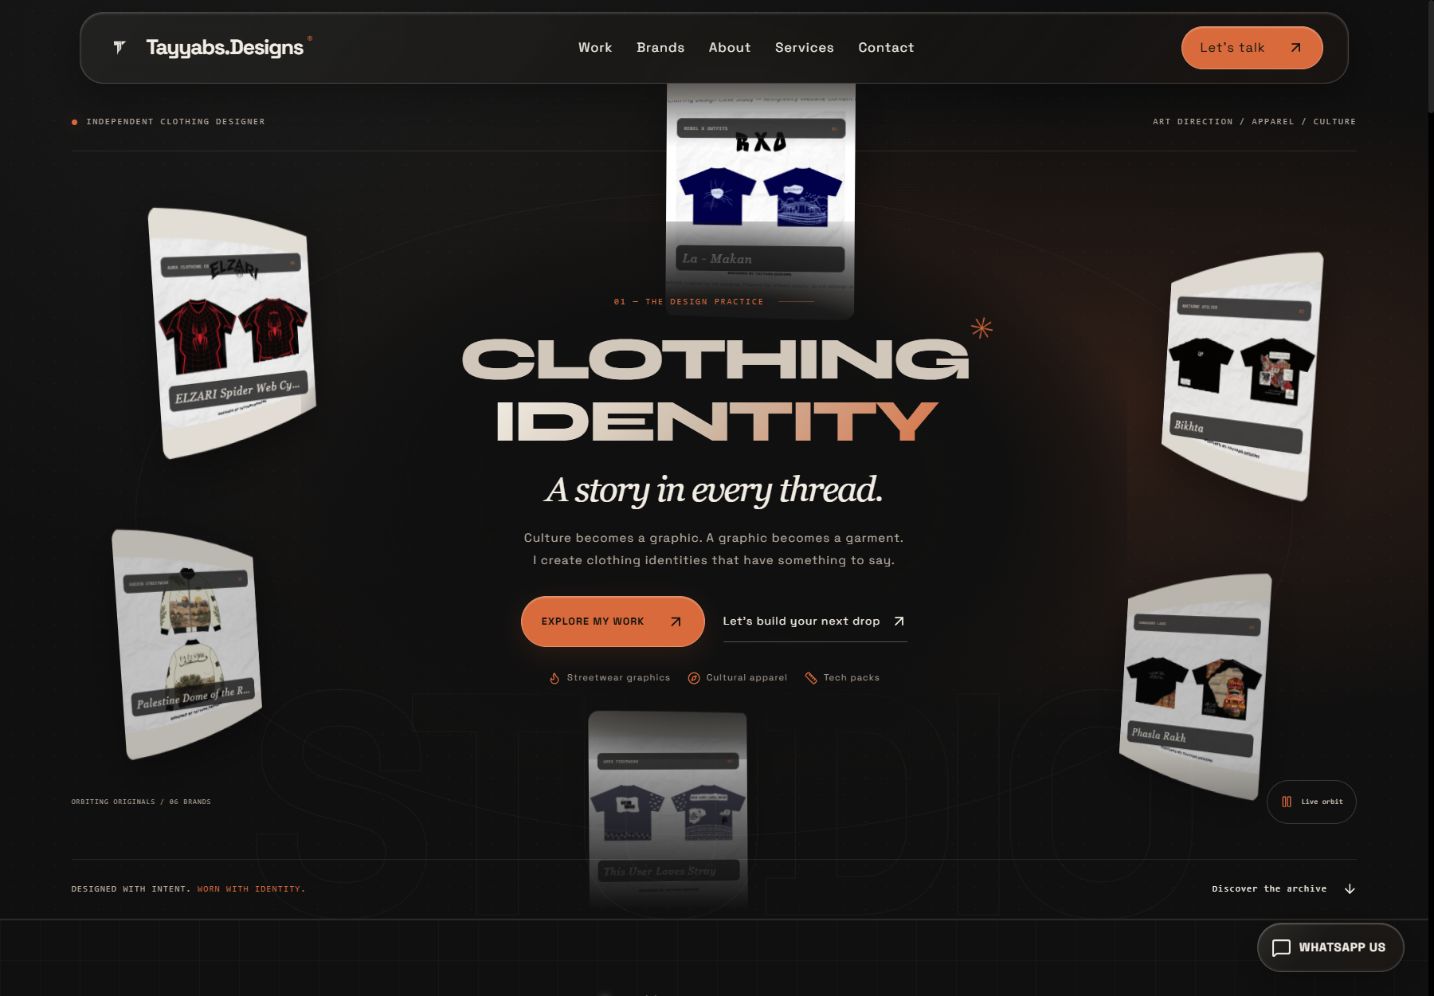 Tayyabs.Designs
Work Brands About Services Contact
Let's talk
INDEPENDENT CLOTHING DESIGNER
ART DIRECTION / APPAREL / CULTURE
REBEL X OUTFITS
RXO
La - Makan
ELZARI
ELZARI Spider Web Cy...
Bikhta
01 — THE DESIGN PRACTICE
CLOTHING
IDENTITY
A story in every thread.
Culture becomes a graphic. A graphic becomes a garment.
I create clothing identities that have something to say.
EXPLORE MY WORK
Let's build your next drop
Streetwear graphics
Cultural apparel
Tech packs
Palestine Dome of the R...
Phasla Rakh
This User Loves Stray
ORBITING ORIGINALS / 06 BRANDS
Live orbit
STUDIO
DESIGNED WITH INTENT. WORN WITH IDENTITY.
Discover the archive
WHATSAPP US